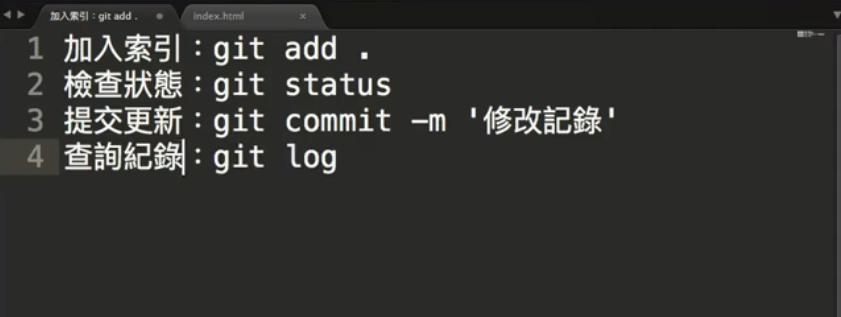 加入索引：git add .
index.html
1 加入索引：git add .
2 檢查狀態：git status
3 提交更新：git commit -m '修改記錄'
4 查詢紀錄：git log